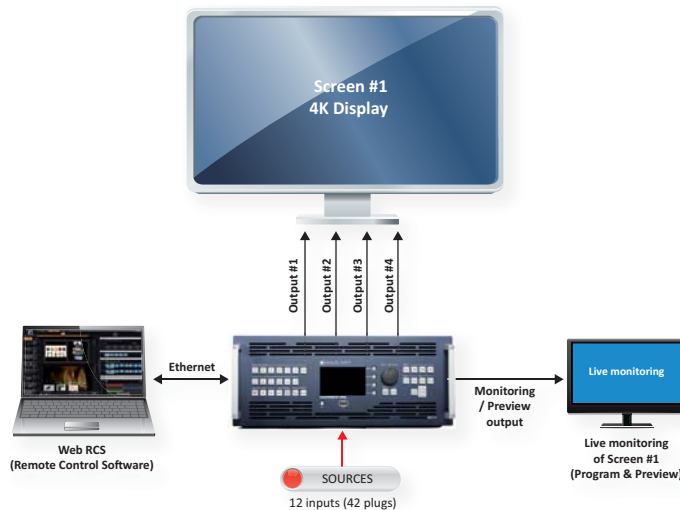 Screen #1
4K Display
Output #1
Output #2
Output #3
Output #4
Ethernet
Web RCS
(Remote Control Software)
Monitoring
/ Preview
output
Live monitoring
Live monitoring
of Screen #1
(Program & Preview)
SOURCES
12 inputs (42 plugs)